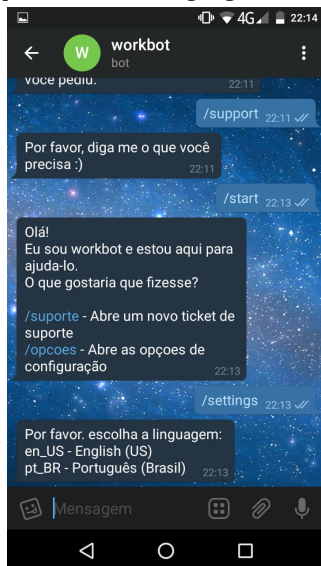 4G 22:14
W workbot
bot
você pediu.
22:11
/support 22:11
Por favor, diga me o que você
precisa :) 22:11
/start 22:13
Olá!
Eu sou workbot e estou aqui para
ajuda-lo.
O que gostaria que fizesse?
/suporte - Abre um novo ticket de
suporte
/opcoes - Abre as opçoes de
configuração 22:13
/settings 22:13
Por favor. escolha a linguagem:
en_US - English (US)
pt_BR - Português (Brasil) 22:13
Mensagem